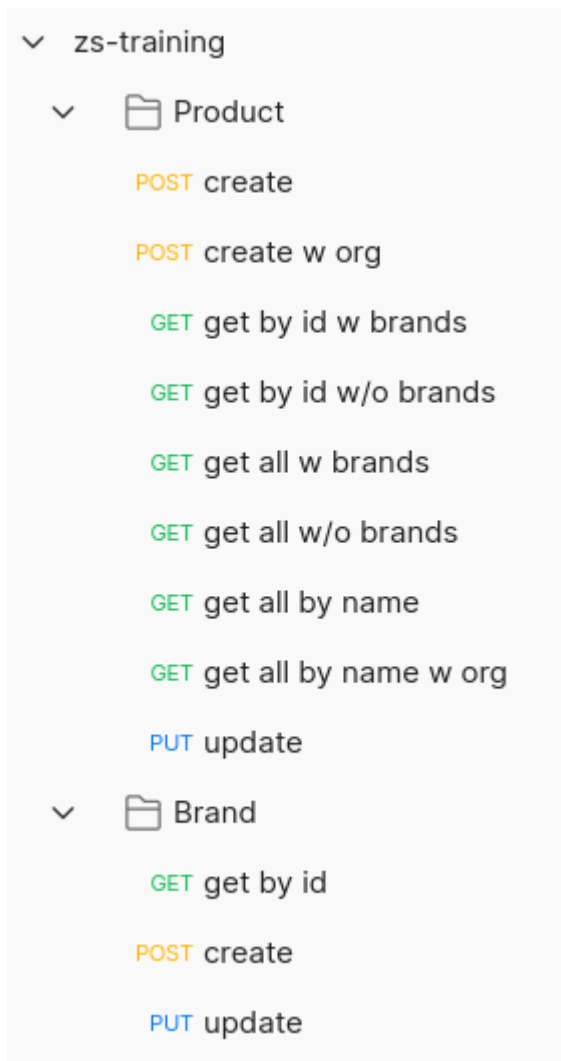 zs-training
Product
POST create
POST create w org
GET get by id w brands
GET get by id w/o brands
GET get all w brands
GET get all w/o brands
GET get all by name
GET get all by name w org
PUT update
Brand
GET get by id
POST create
PUT update